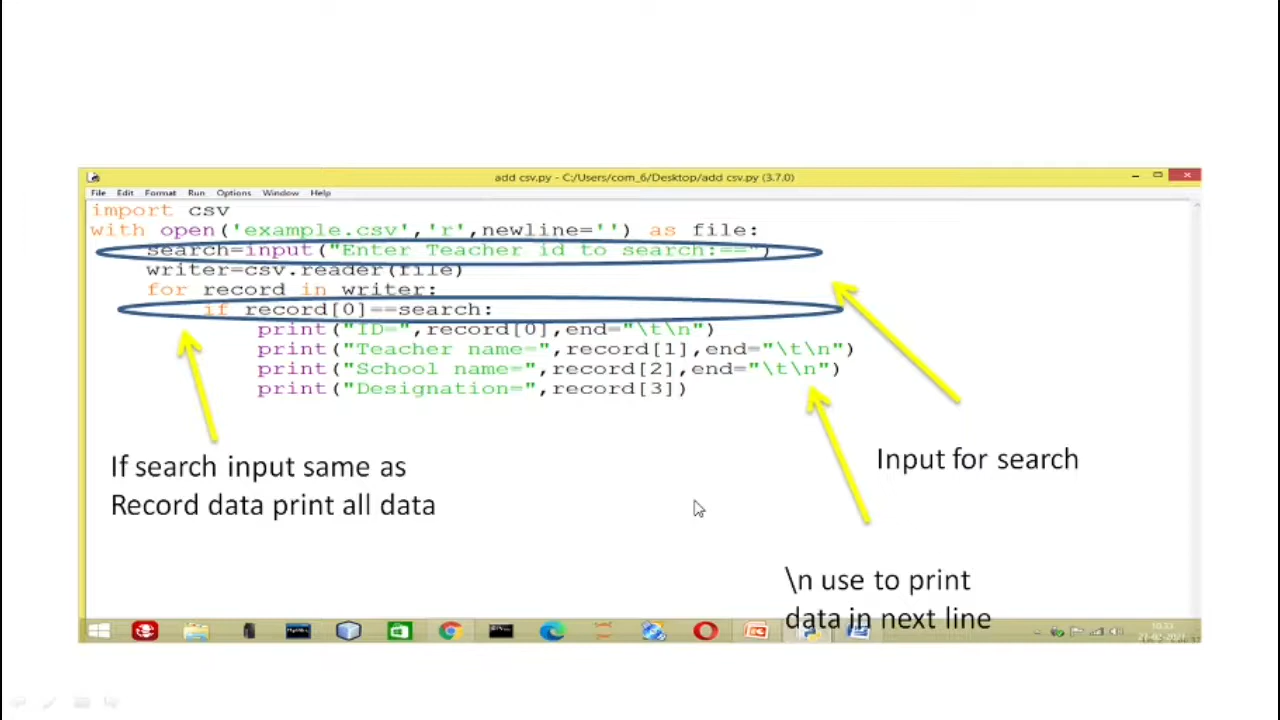 add csv.py - C:/Users/com_6/Desktop/add csv.py (3.7.0)
File Edit Format Run Options Window Help
import csv
with open('example.csv','r',newline='') as file:
    search=input("Enter Teacher id to search:==")
    writer=csv.reader(file)
    for record in writer:
        if record[0]==search:
            print("ID=",record[0],end="\t\n")
            print("Teacher name=",record[1],end="\t\n")
            print("School name=",record[2],end="\t\n")
            print("Designation=",record[3])
If search input same as
Record data print all data
Input for search
\n use to print
data in next line
10:33